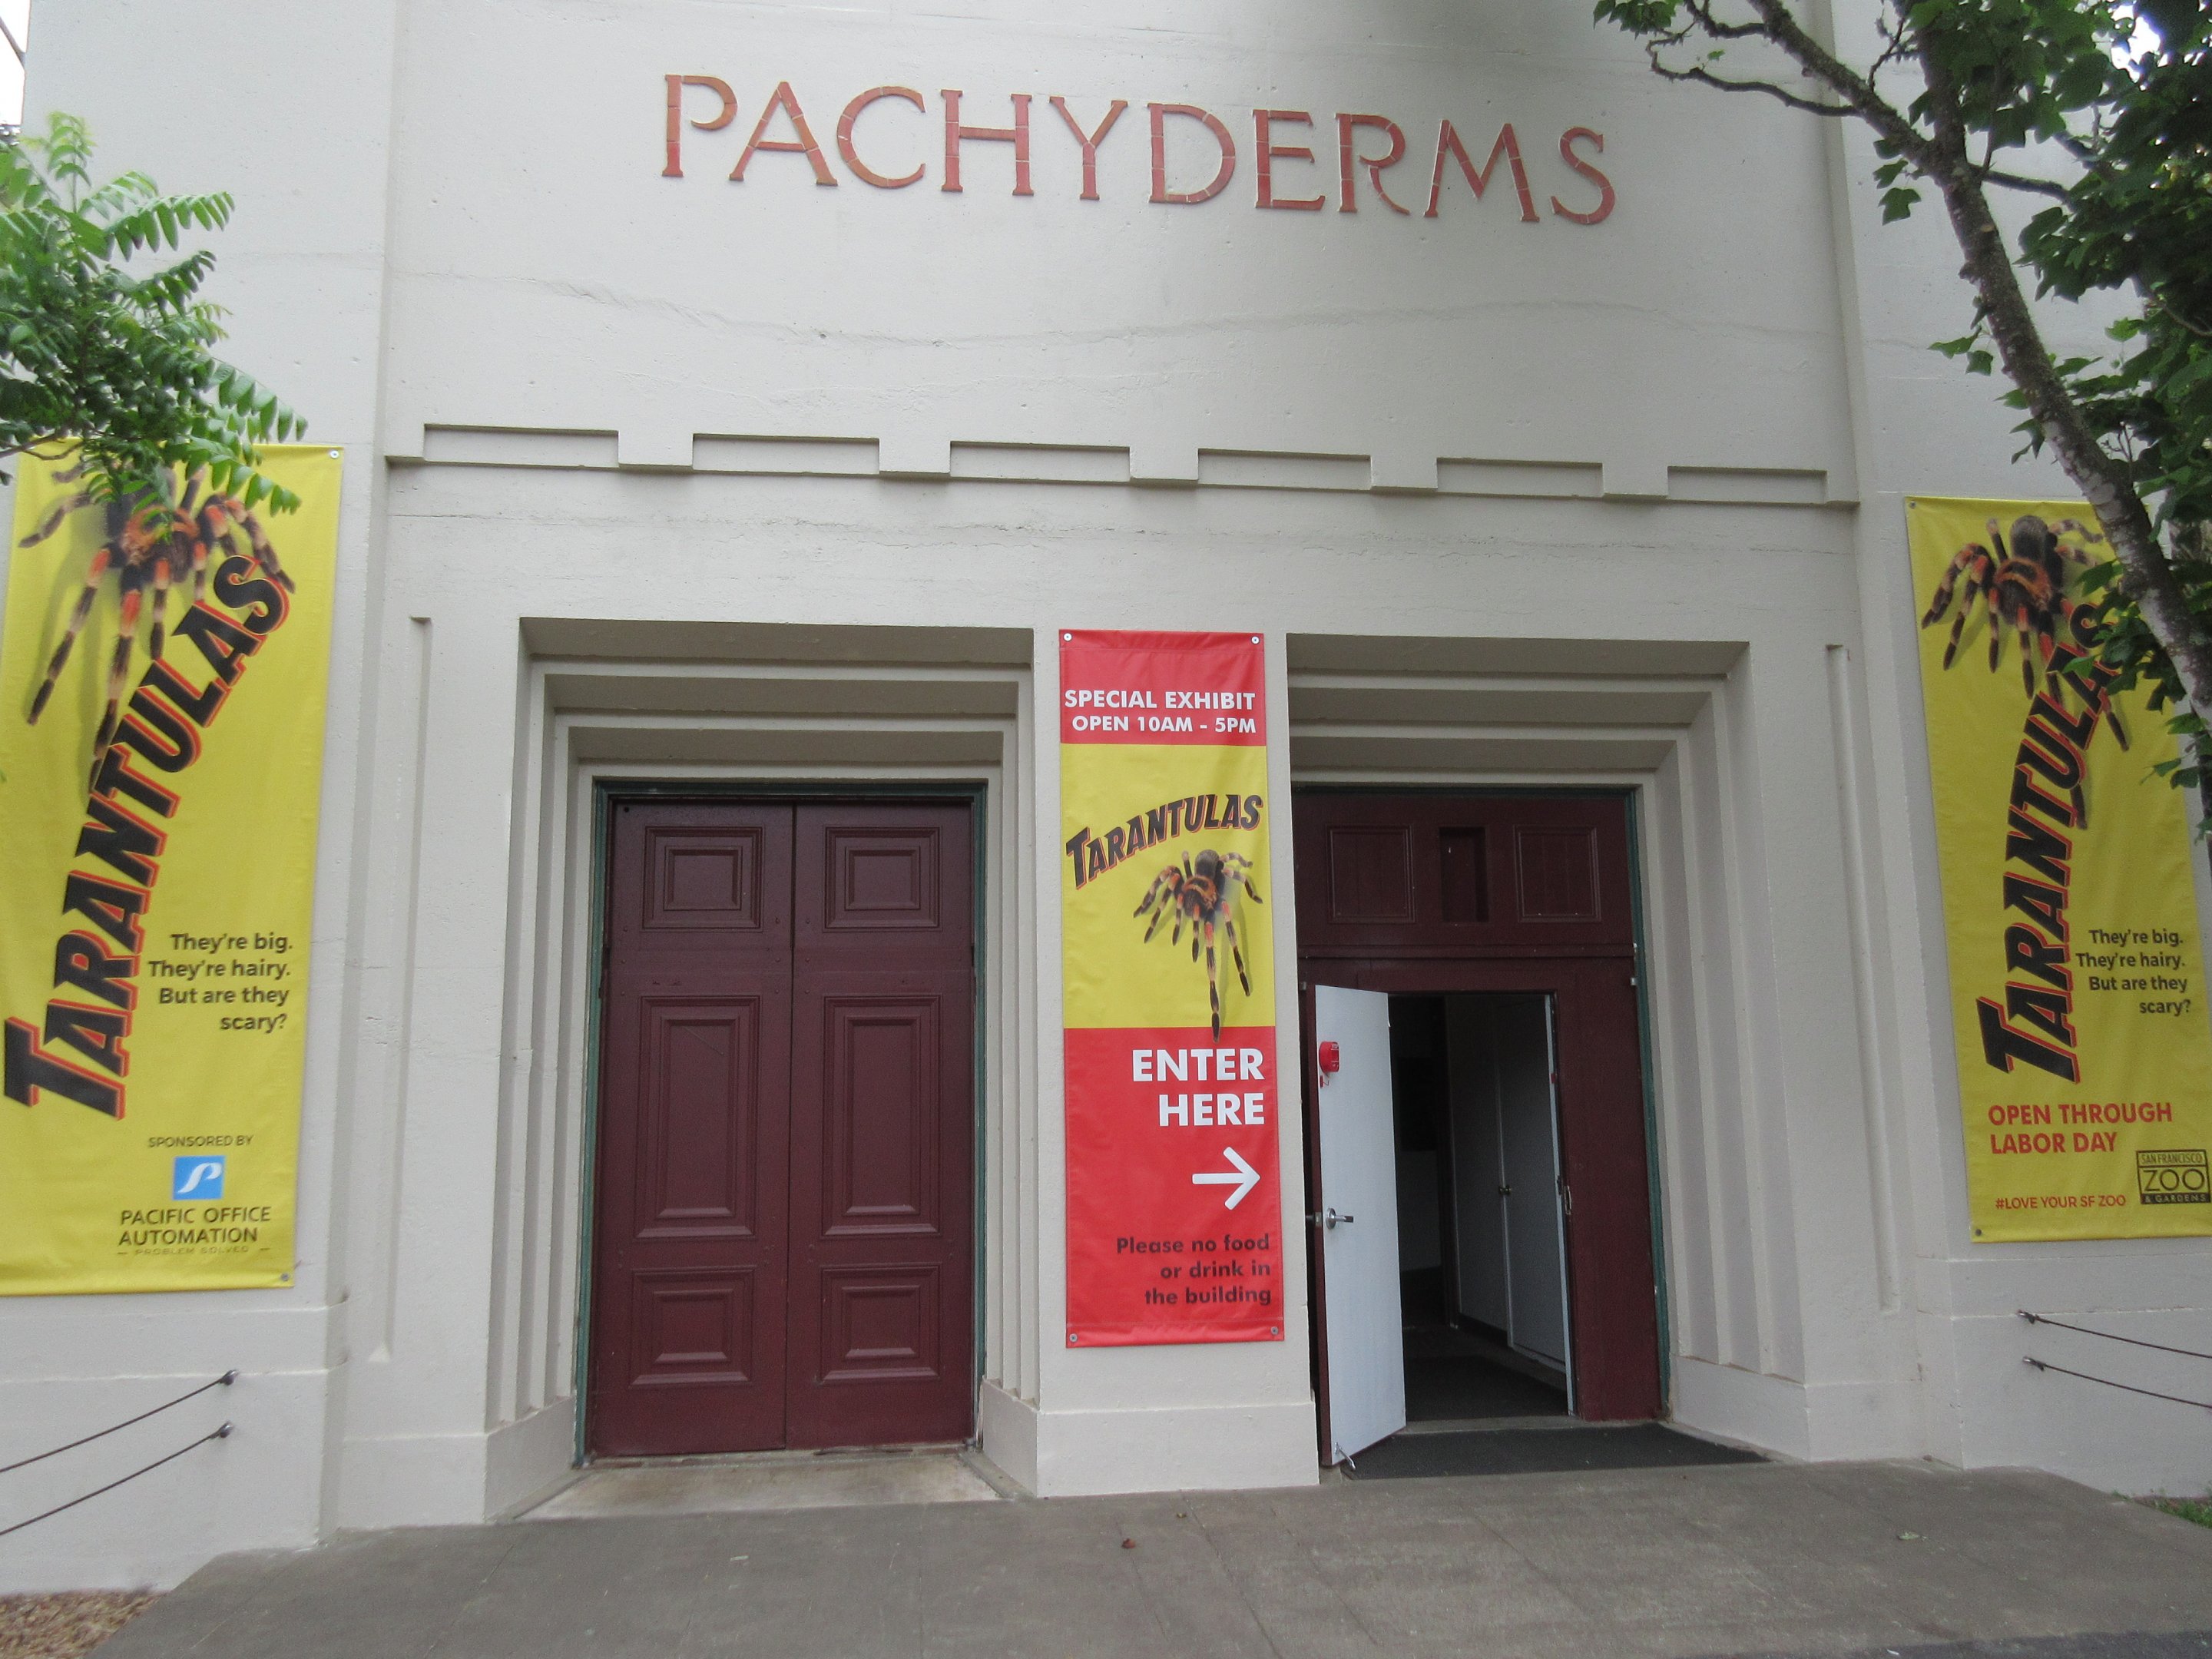 PACHYDERMS
TARANTULAS
They're big.
They're hairy.
But are they
scary?
SPONSORED BY
PACIFIC OFFICE
AUTOMATION
— PROBLEM SOLVED —
SPECIAL EXHIBIT
OPEN 10AM - 5PM
TARANTULAS
ENTER
HERE
→
Please no food
or drink in
the building
TARANTULAS
They're big.
They're hairy.
But are they
scary?
OPEN THROUGH
LABOR DAY
#LOVE YOUR SF ZOO
SAN FRANCISCO
ZOO
& GARDENS